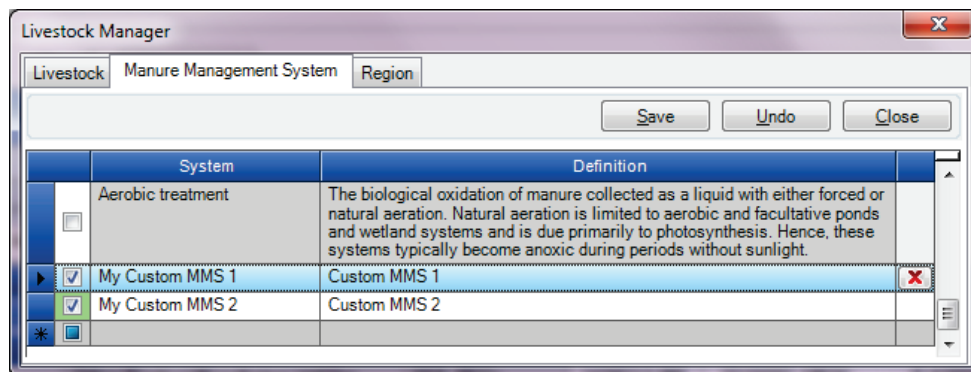 Livestock Manager
Livestock Manure Management System Region
Save Undo Close
System Definition
Aerobic treatment The biological oxidation of manure collected as a liquid with either forced or
natural aeration. Natural aeration is limited to aerobic and facultative ponds
and wetland systems and is due primarily to photosynthesis. Hence, these
systems typically become anoxic during periods without sunlight.
My Custom MMS 1 Custom MMS 1
My Custom MMS 2 Custom MMS 2